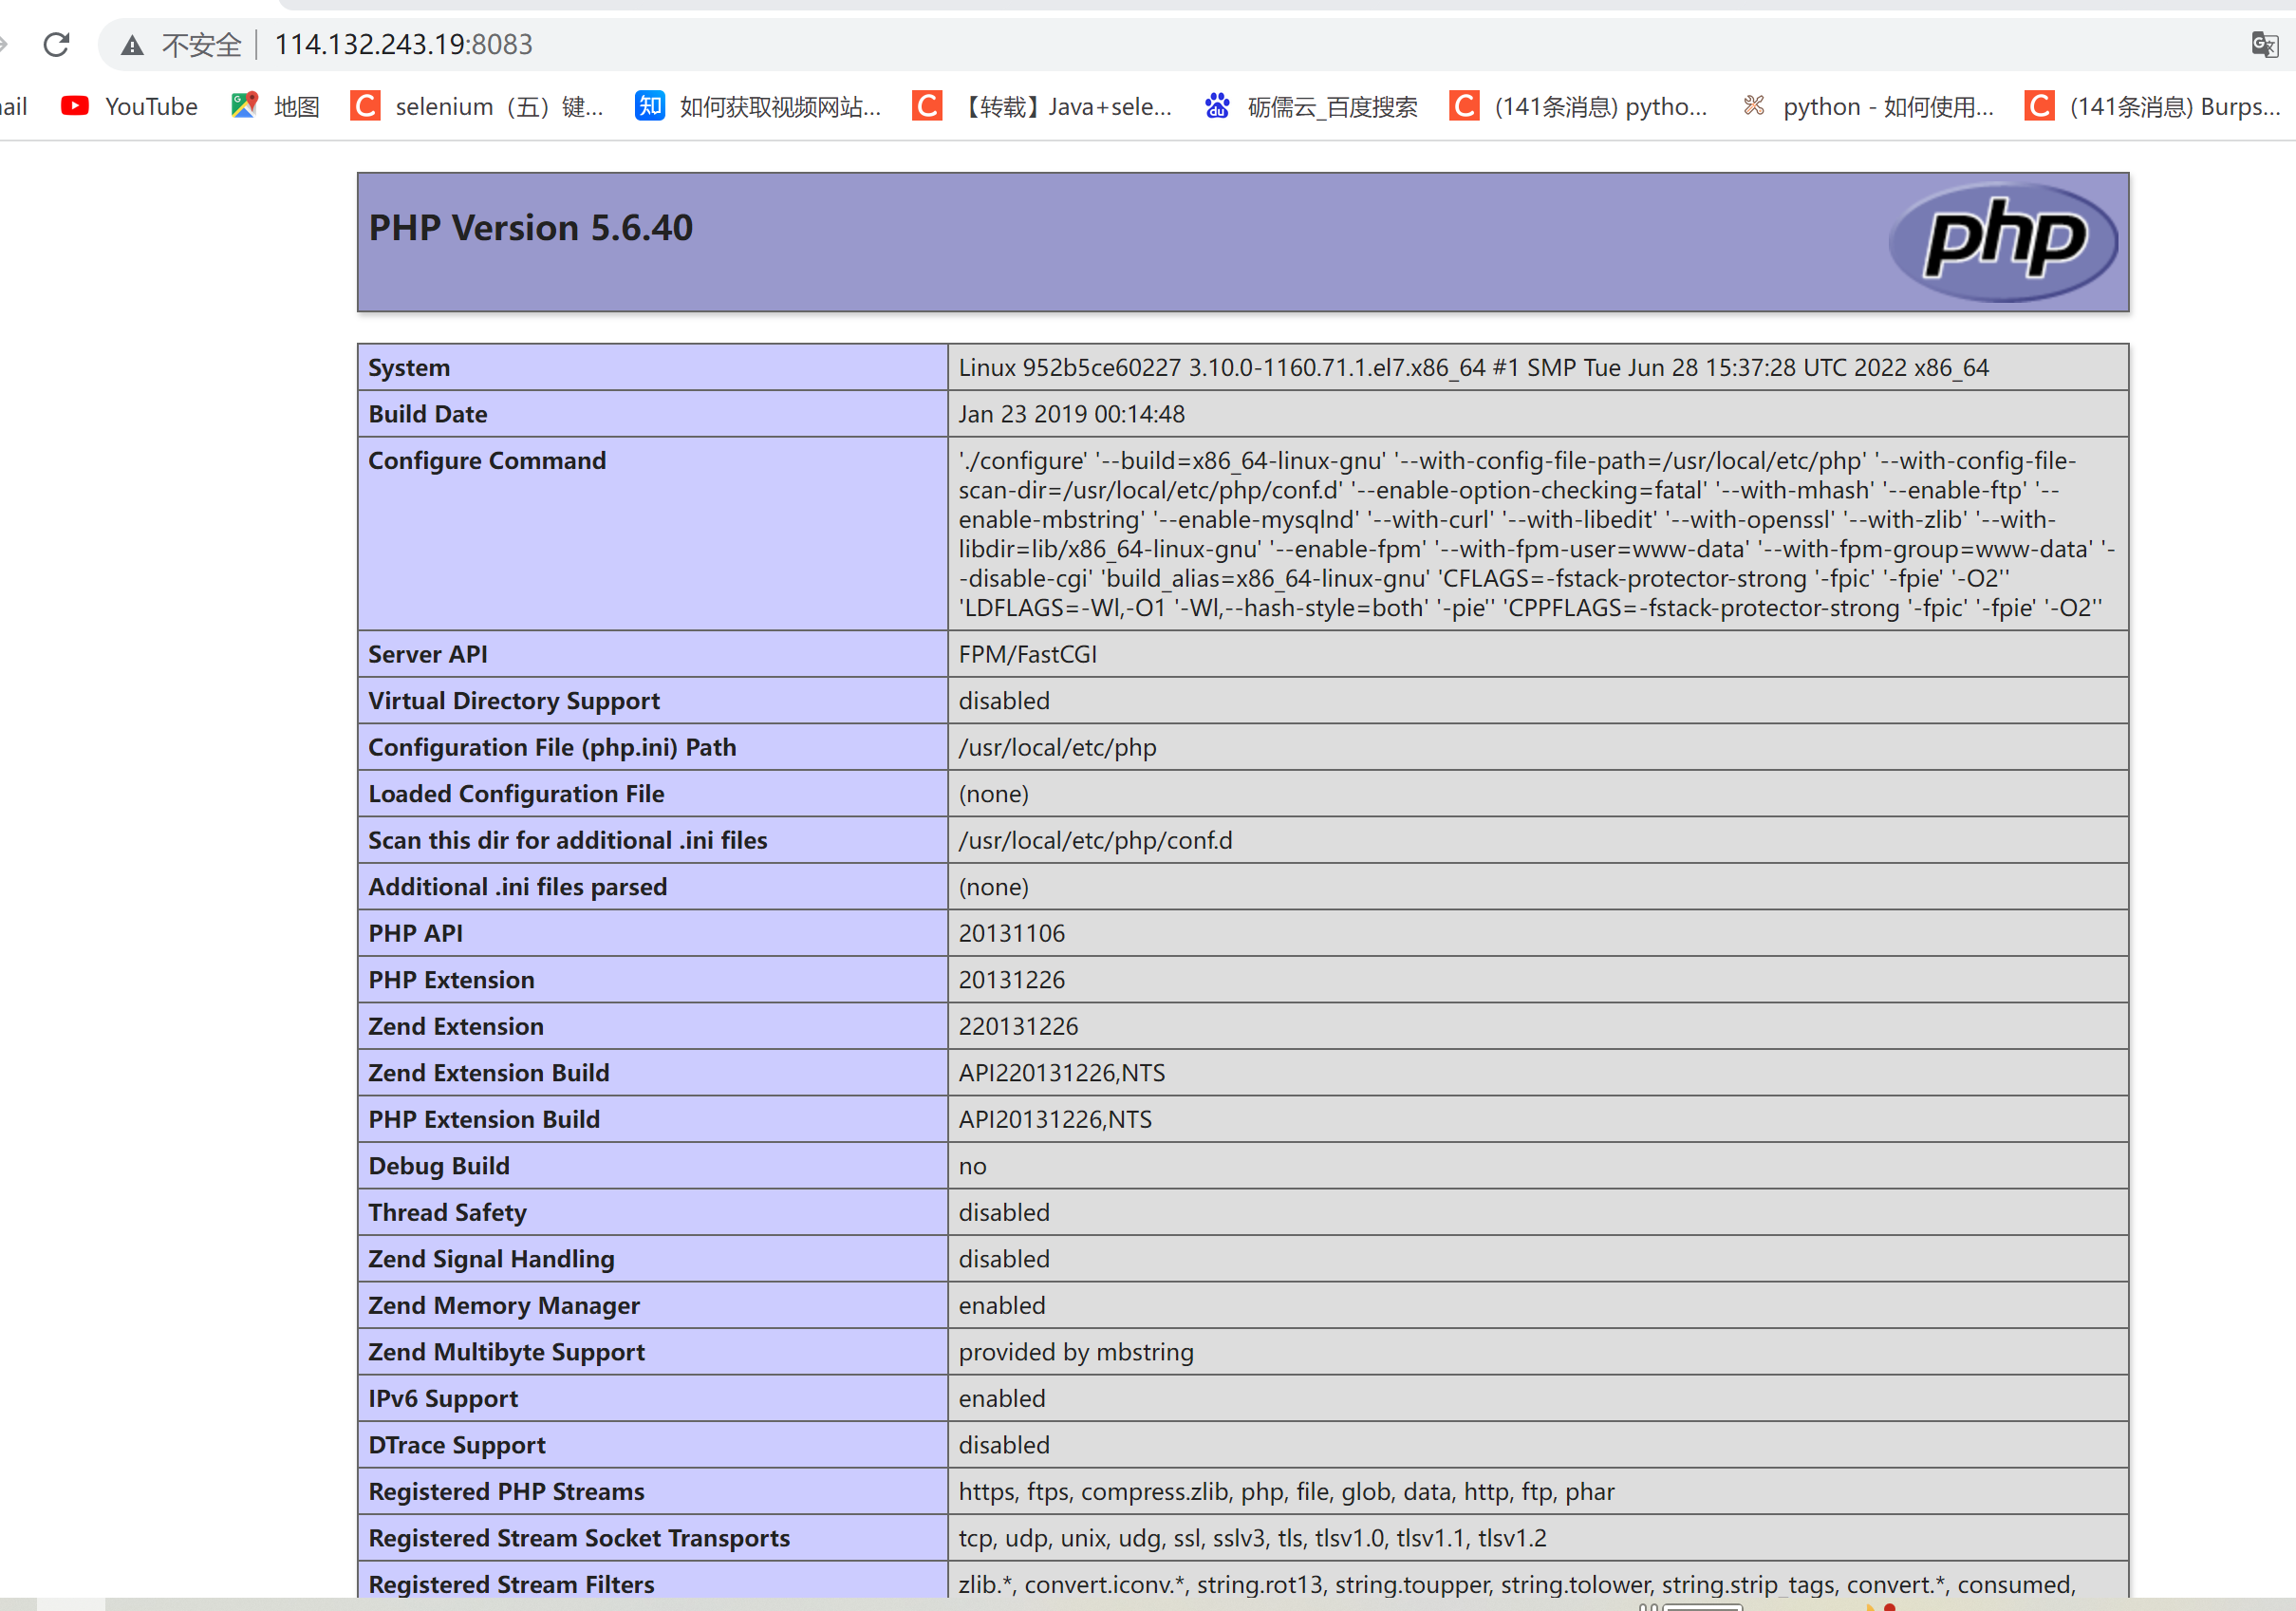 不安全 114.132.243.19:8083
ail YouTube 地图 selenium（五）键... 如何获取视频网站... 【转载】Java+sele... 砺儒云_百度搜索 (141条消息) pytho... python - 如何使用... (141条消息) Burps...
PHP Version 5.6.40
php
System Linux 952b5ce60227 3.10.0-1160.71.1.el7.x86_64 #1 SMP Tue Jun 28 15:37:28 UTC 2022 x86_64
Build Date Jan 23 2019 00:14:48
Configure Command './configure' '--build=x86_64-linux-gnu' '--with-config-file-path=/usr/local/etc/php' '--with-config-file-
scan-dir=/usr/local/etc/php/conf.d' '--enable-option-checking=fatal' '--with-mhash' '--enable-ftp' '--
enable-mbstring' '--enable-mysqlnd' '--with-curl' '--with-libedit' '--with-openssl' '--with-zlib' '--with-
libdir=lib/x86_64-linux-gnu' '--enable-fpm' '--with-fpm-user=www-data' '--with-fpm-group=www-data' '-
-disable-cgi' 'build_alias=x86_64-linux-gnu' 'CFLAGS=-fstack-protector-strong '-fpic' '-fpie' '-O2''
'LDFLAGS=-Wl,-O1 '-Wl,--hash-style=both' '-pie'' 'CPPFLAGS=-fstack-protector-strong '-fpic' '-fpie' '-O2''
Server API FPM/FastCGI
Virtual Directory Support disabled
Configuration File (php.ini) Path /usr/local/etc/php
Loaded Configuration File (none)
Scan this dir for additional .ini files /usr/local/etc/php/conf.d
Additional .ini files parsed (none)
PHP API 20131106
PHP Extension 20131226
Zend Extension 220131226
Zend Extension Build API220131226,NTS
PHP Extension Build API20131226,NTS
Debug Build no
Thread Safety disabled
Zend Signal Handling disabled
Zend Memory Manager enabled
Zend Multibyte Support provided by mbstring
IPv6 Support enabled
DTrace Support disabled
Registered PHP Streams https, ftps, compress.zlib, php, file, glob, data, http, ftp, phar
Registered Stream Socket Transports tcp, udp, unix, udg, ssl, sslv3, tls, tlsv1.0, tlsv1.1, tlsv1.2
Registered Stream Filters zlib.*, convert.iconv.*, string.rot13, string.toupper, string.tolower, string.strip_tags, convert.*, consumed,